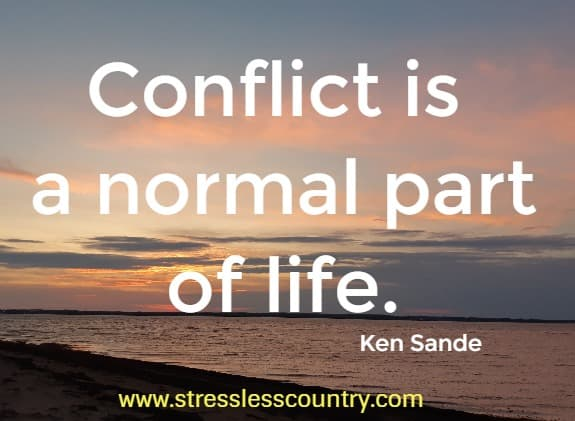 Conflict is
a normal part
of life.
Ken Sande
www.stresslesscountry.com